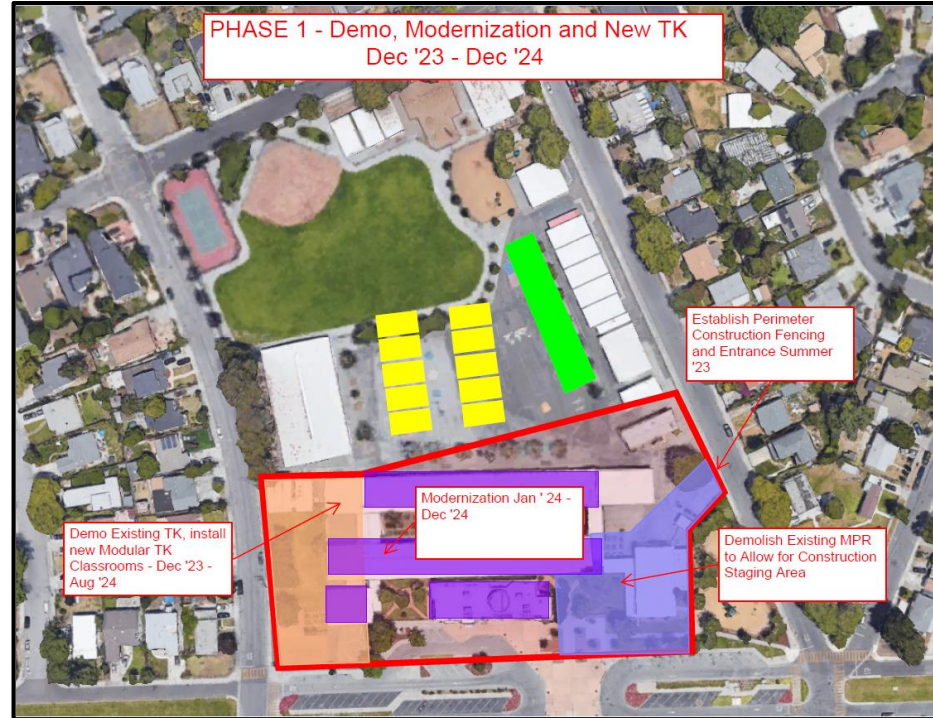 PHASE 1 - Demo, Modernization and New TK
Dec '23 - Dec '24
Establish Perimeter
Construction Fencing
and Entrance Summer
'23
Modernization Jan ' 24 -
Dec '24
Demo Existing TK, install
new Modular TK
Classrooms - Dec '23 -
Aug '24
Demolish Existing MPR
to Allow for Construction
Staging Area